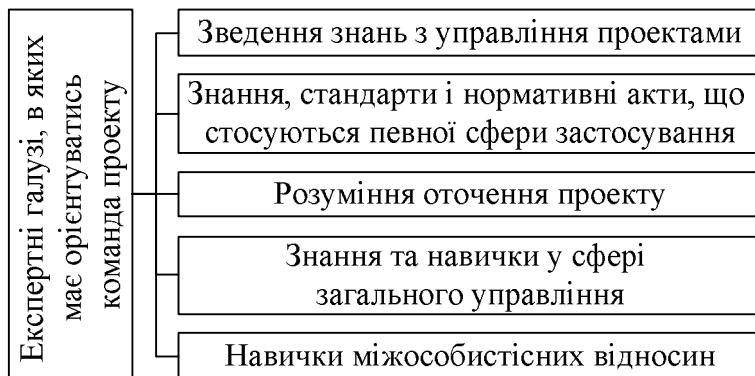 Експертні галузі, в яких
має орієнтуватись
команда проекту
Зведення знань з управління проектами
Знання, стандарти і нормативні акти, що
стосуються певної сфери застосування
Розуміння оточення проекту
Знання та навички у сфері
загального управління
Навички міжособистісних відносин